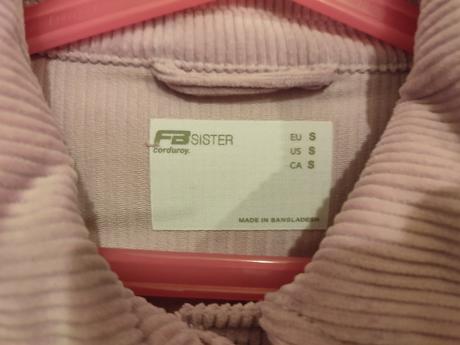 FB SISTER
corduroy.
EU S
US S
CA S
MADE IN BANGLADESH